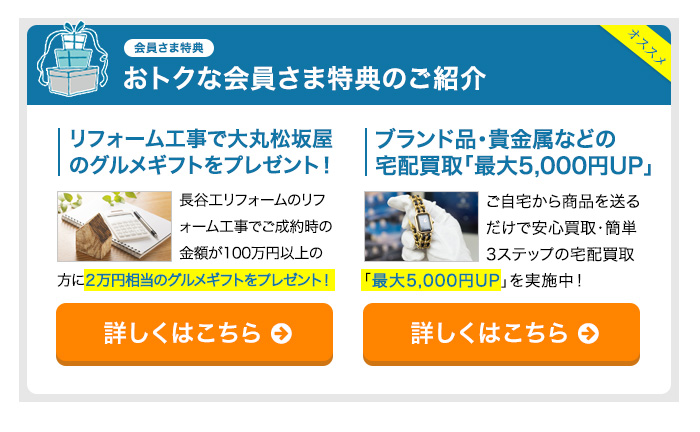 会員さま特典
おトクな会員さま特典のご紹介
オススメ
リフォーム工事で大丸松坂屋
のグルメギフトをプレゼント！
長谷工リフォームのリフ
ォーム工事でご成約時の
金額が100万円以上の
方に2万円相当のグルメギフトをプレゼント！
詳しくはこちら
ブランド品・貴金属などの
宅配買取「最大5,000円UP」
ご自宅から商品を送る
だけで安心買取・簡単
3ステップの宅配買取
「最大5,000円UP」を実施中！
詳しくはこちら